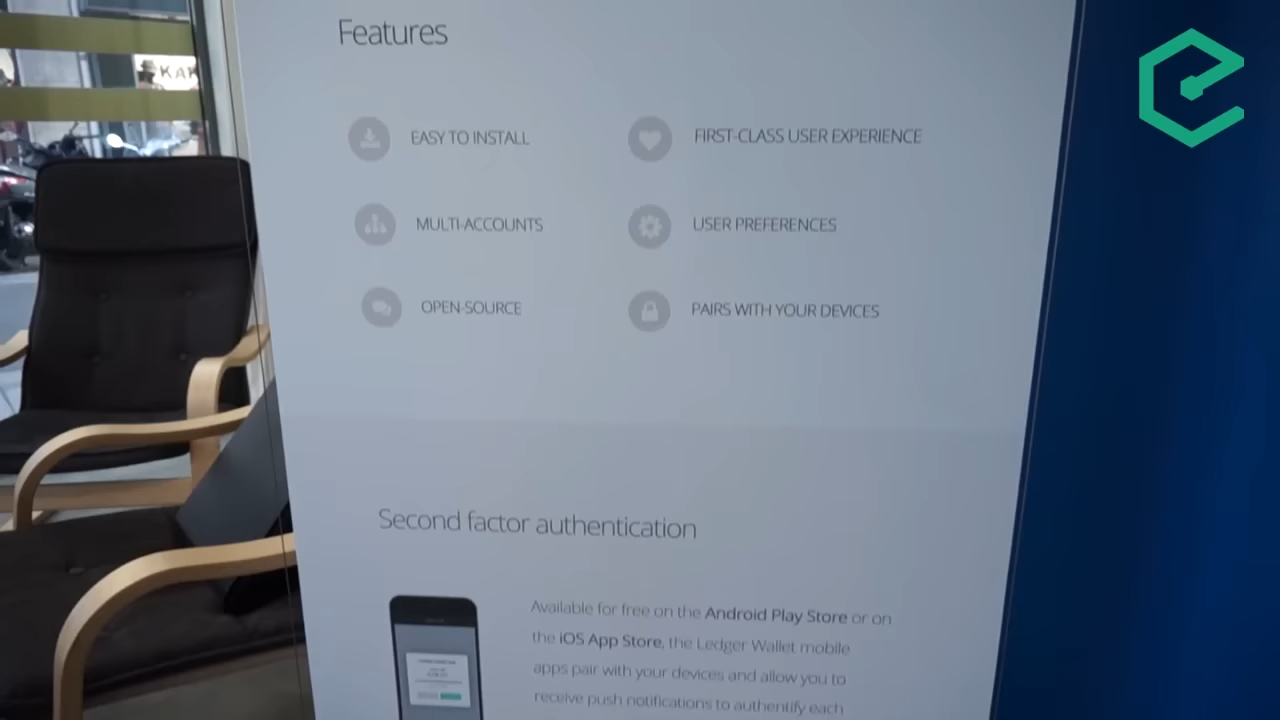 Features
KAK
EASY TO INSTALL
FIRST-CLASS USER EXPERIENCE
MULTI-ACCOUNTS
USER PREFERENCES
OPEN-SOURCE
PAIRS WITH YOUR DEVICES
Second factor authentication
Available for free on the Android Play Store or on
the iOS App Store, the Ledger Wallet mobile
apps pair with your devices and allow you to
receive push notifications to authentify each